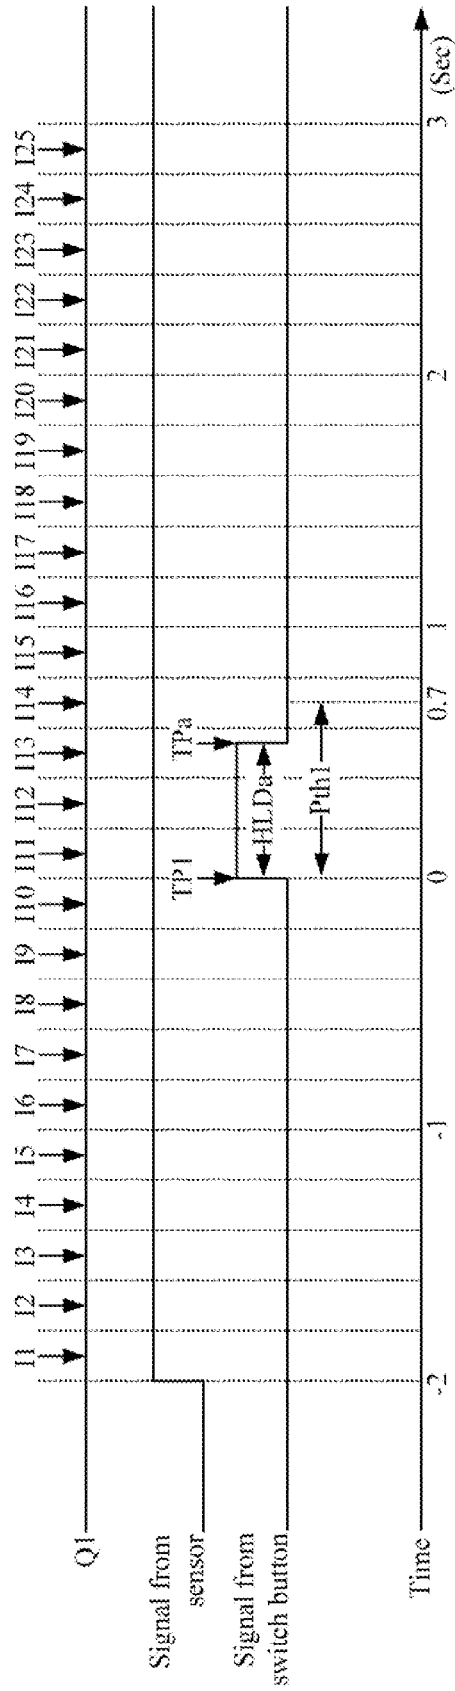 I1 I2 I3 I4 I5 I6 I7 I8 I9 I10 I11 I12 I13 I14 I15 I16 I17 I18 I19 I20 I21 I22 I23 I24 I25
Q1
Signal from
sensor
TP1 TPa
Signal from
switch button
HLDa
Pth1
Time
-2 -1 0 0.7 1 2 3 (Sec)